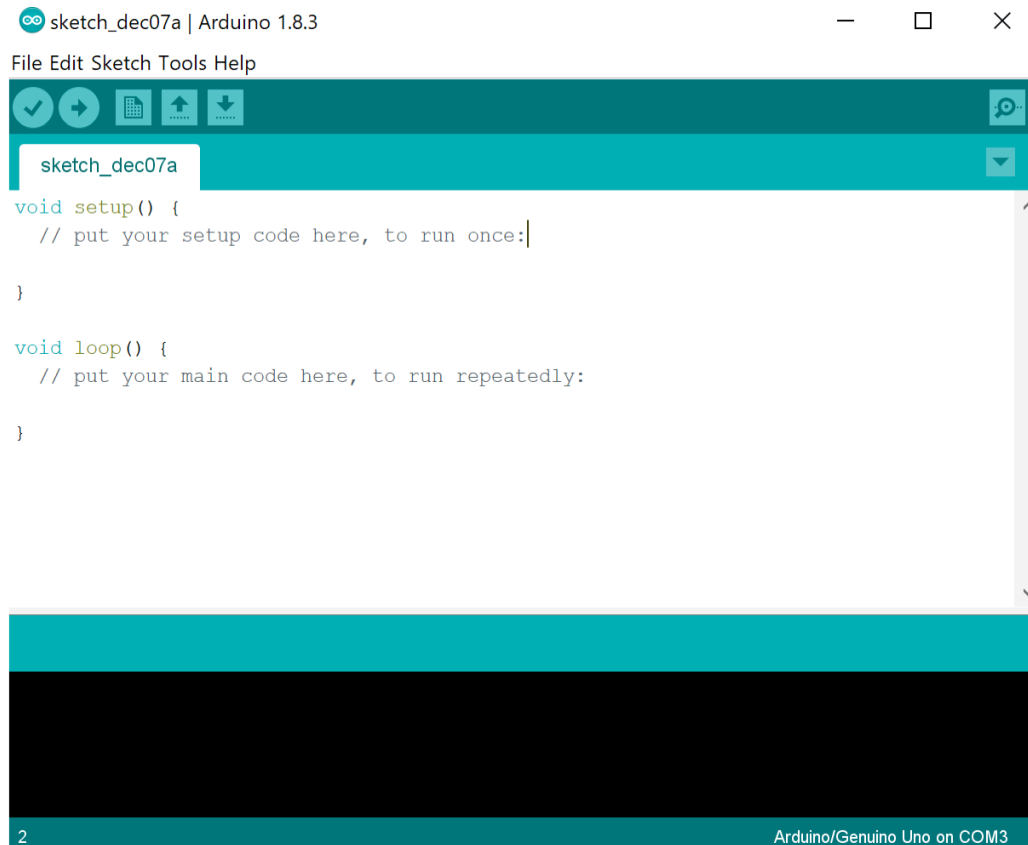 sketch_dec07a | Arduino 1.8.3
File Edit Sketch Tools Help
sketch_dec07a
void setup() {
  // put your setup code here, to run once:
}
void loop() {
  // put your main code here, to run repeatedly:
}
2 Arduino/Genuino Uno on COM3